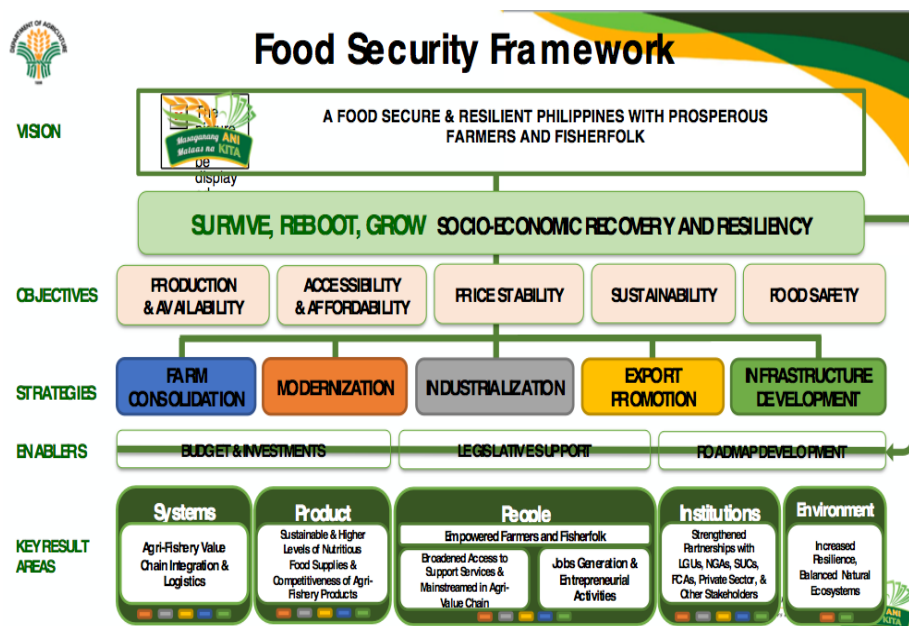 DEPARTMENT OF AGRICULTURE
Food Security Framework
VISION
The
be
display
Masaganang ANI
Mataas na KITA
A FOOD SECURE & RESILIENT PHILIPPINES WITH PROSPEROUS
FARMERS AND FISHERFOLK
SURVIVE, REBOOT, GROW SOCIO-ECONOMIC RECOVERY AND RESILIENCY
OBJECTIVES
PRODUCTION
& AVAILABILITY
ACCESSIBILITY
& AFFORDABILITY
PRICE STABILITY
SUSTAINABILITY
FOOD SAFETY
STRATEGIES
FARM
CONSOLIDATION
MODERNIZATION
INDUSTRIALIZATION
EXPORT
PROMOTION
INFRASTRUCTURE
DEVELOPMENT
ENABLERS
BUDGET & INVESTMENTS
LEGISLATIVE SUPPORT
ROADMAP DEVELOPMENT
KEY RESULT
AREAS
Systems
Agri-Fishery Value
Chain Integration &
Logistics
Product
Sustainable & Higher
Levels of Nutritious
Food Supplies &
Competitiveness of Agri-
Fishery Products
People
Empowered Farmers and Fisherfolk
Broadened Access to
Support Services &
Mainstreamed in Agri-
Value Chain
Jobs Generation &
Entrepreneurial
Activities
Institutions
Strengthened
Partnerships with
LGUs, NGAs, SUCs,
FCAs, Private Sector, &
Other Stakeholders
Environment
Increased
Resilience,
Balanced Natural
Ecosystems
ANI
KITA